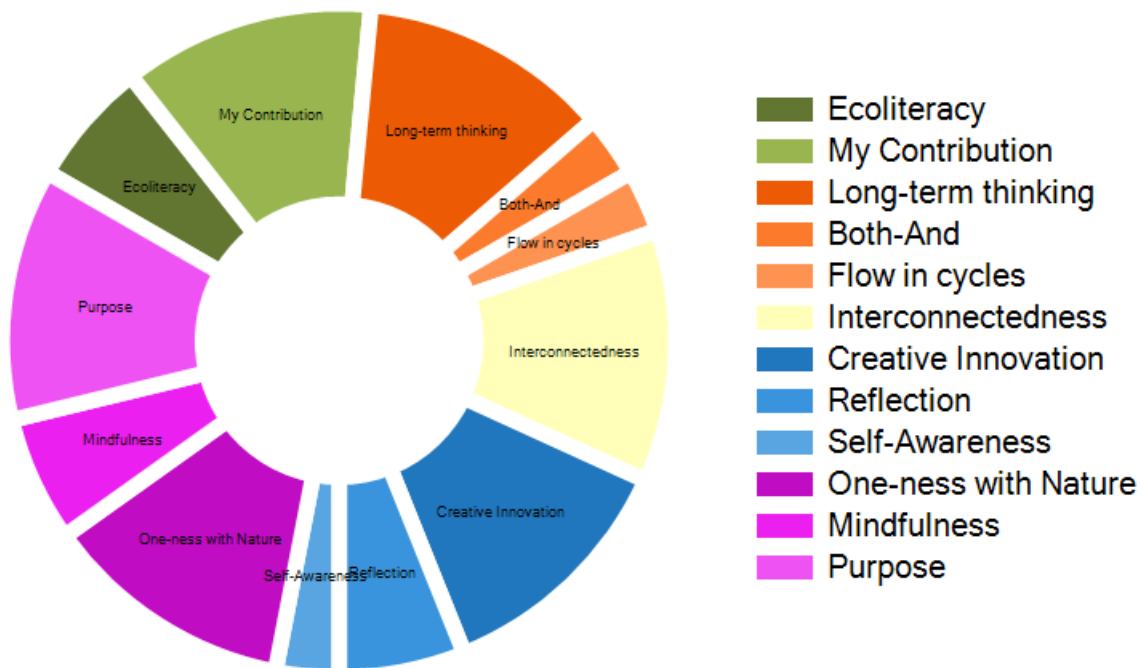 My Contribution
Long-term thinking
Ecoliteracy
Both-And
Flow in cycles
Purpose
Interconnectedness
Mindfulness
Creative Innovation
One-ness with Nature
Self-Awareness
Reflection
Ecoliteracy
My Contribution
Long-term thinking
Both-And
Flow in cycles
Interconnectedness
Creative Innovation
Reflection
Self-Awareness
One-ness with Nature
Mindfulness
Purpose